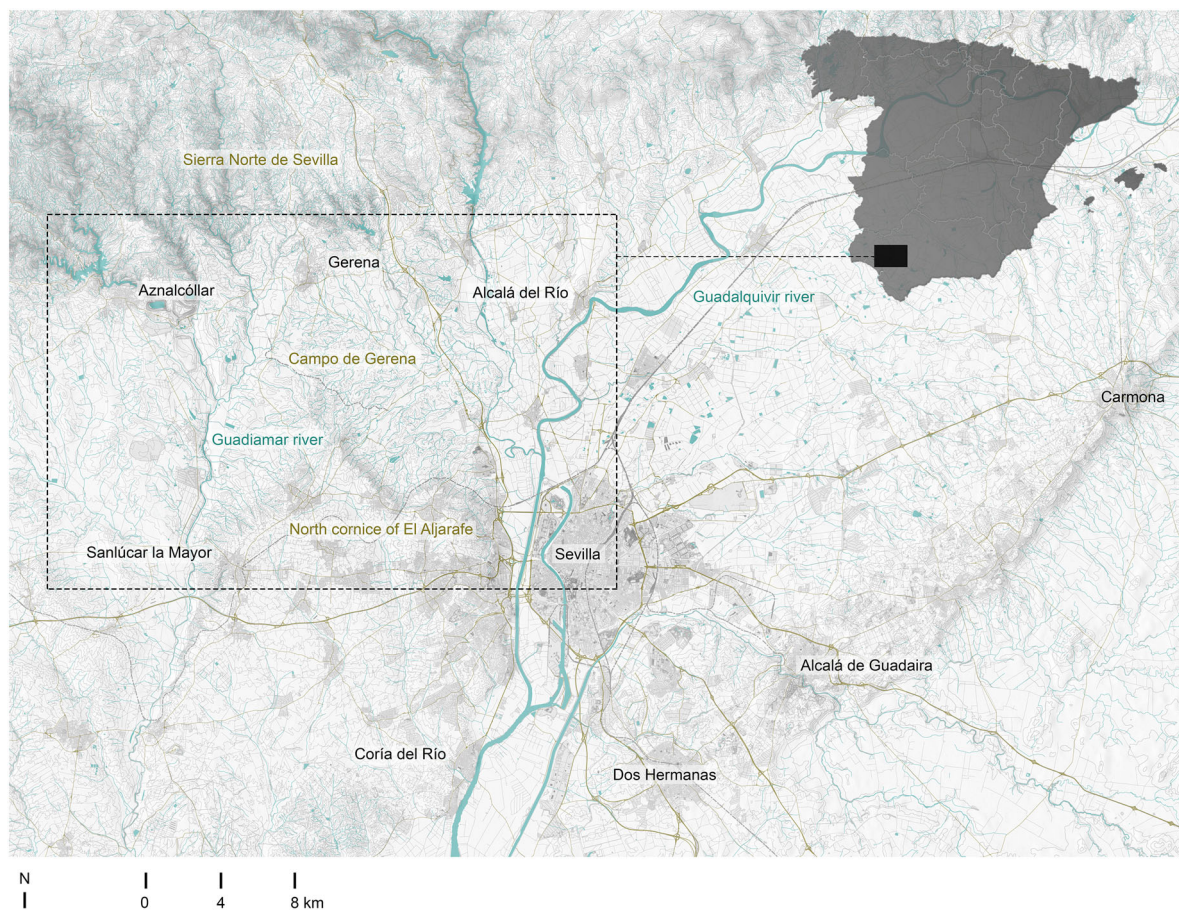 Sierra Norte de Sevilla
Gerena
Aznalcóllar
Alcalá del Río
Guadalquivir river
Campo de Gerena
Carmona
Guadiamar river
North cornice of El Aljarafe
Sanlúcar la Mayor
Sevilla
Alcalá de Guadaira
Coría del Río
Dos Hermanas
N
0 4 8 km